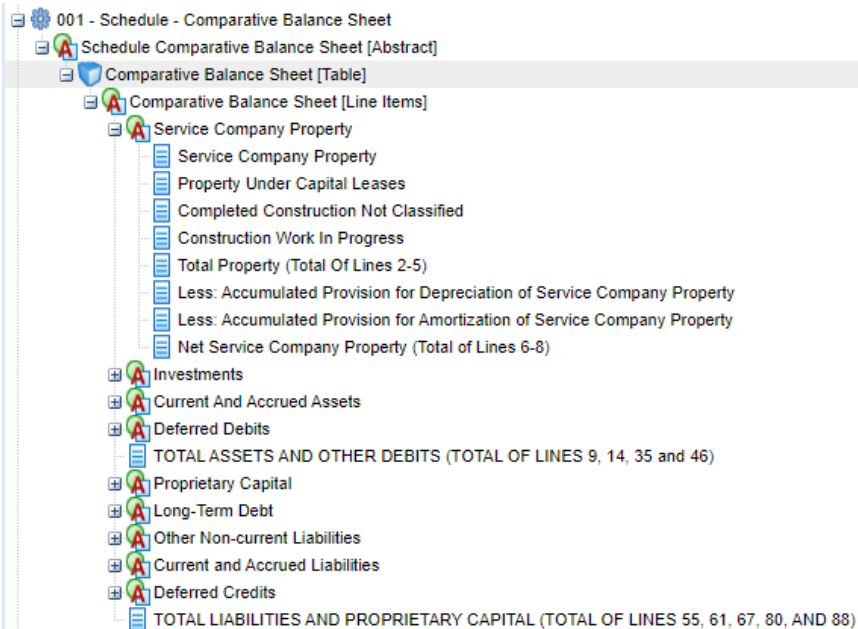 001 - Schedule - Comparative Balance Sheet
Schedule Comparative Balance Sheet [Abstract]
Comparative Balance Sheet [Table]
Comparative Balance Sheet [Line Items]
Service Company Property
Service Company Property
Property Under Capital Leases
Completed Construction Not Classified
Construction Work In Progress
Total Property (Total Of Lines 2-5)
Less: Accumulated Provision for Depreciation of Service Company Property
Less: Accumulated Provision for Amortization of Service Company Property
Net Service Company Property (Total of Lines 6-8)
Investments
Current And Accrued Assets
Deferred Debits
TOTAL ASSETS AND OTHER DEBITS (TOTAL OF LINES 9, 14, 35 and 46)
Proprietary Capital
Long-Term Debt
Other Non-current Liabilities
Current and Accrued Liabilities
Deferred Credits
TOTAL LIABILITIES AND PROPRIETARY CAPITAL (TOTAL OF LINES 55, 61, 67, 80, AND 88)